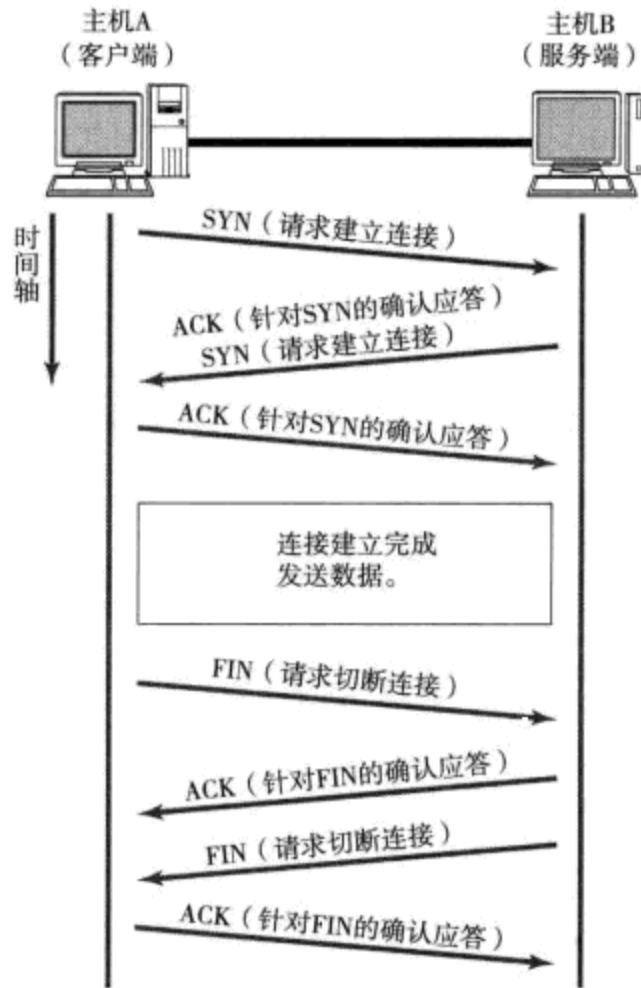 主机A
（客户端）
主机B
（服务端）
时间轴
SYN（请求建立连接）
ACK（针对SYN的确认应答）
SYN（请求建立连接）
ACK（针对SYN的确认应答）
连接建立完成
发送数据。
FIN（请求切断连接）
ACK（针对FIN的确认应答）
FIN（请求切断连接）
ACK（针对FIN的确认应答）